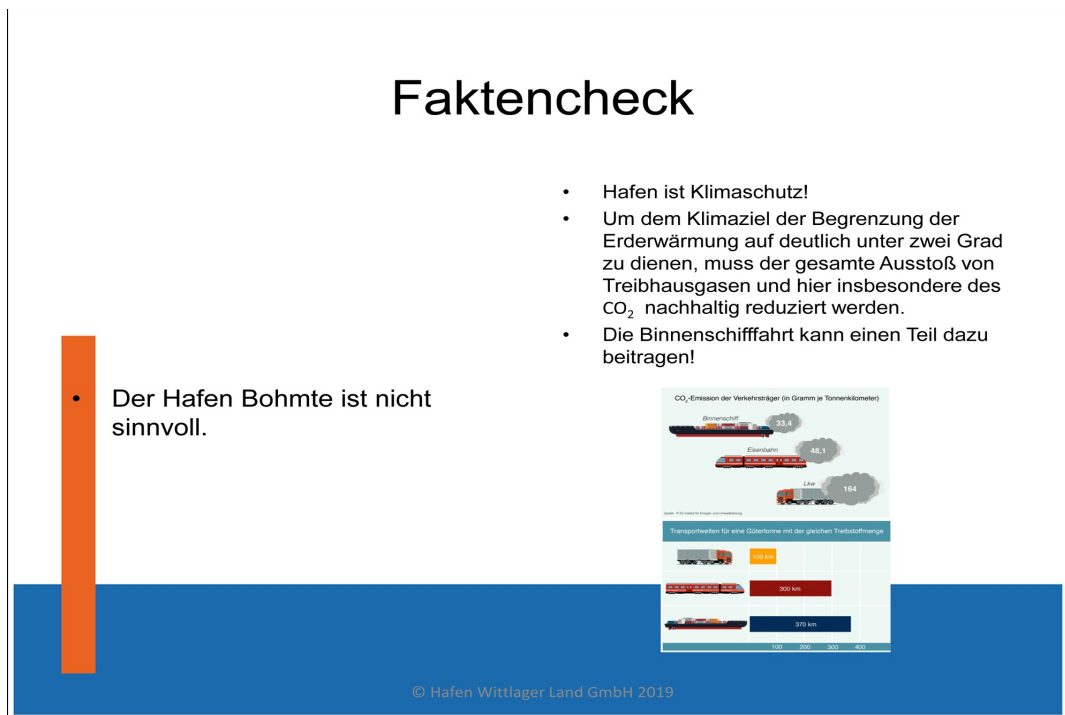 Faktencheck
• Der Hafen Bohmte ist nicht
sinnvoll.
• Hafen ist Klimaschutz!
• Um dem Klimaziel der Begrenzung der
Erderwärmung auf deutlich unter zwei Grad
zu dienen, muss der gesamte Ausstoß von
Treibhausgasen und hier insbesondere des
CO₂ nachhaltig reduziert werden.
• Die Binnenschifffahrt kann einen Teil dazu
beitragen!
CO₂-Emission der Verkehrsträger (in Gramm je Tonnenkilometer)
Binnenschiff
33,4
Eisenbahn
48,1
Lkw
164
Transportweiten für eine Gütertonne mit der gleichen Treibstoffmenge
100 km
300 km
370 km
100 200 300 400
© Hafen Wittlager Land GmbH 2019